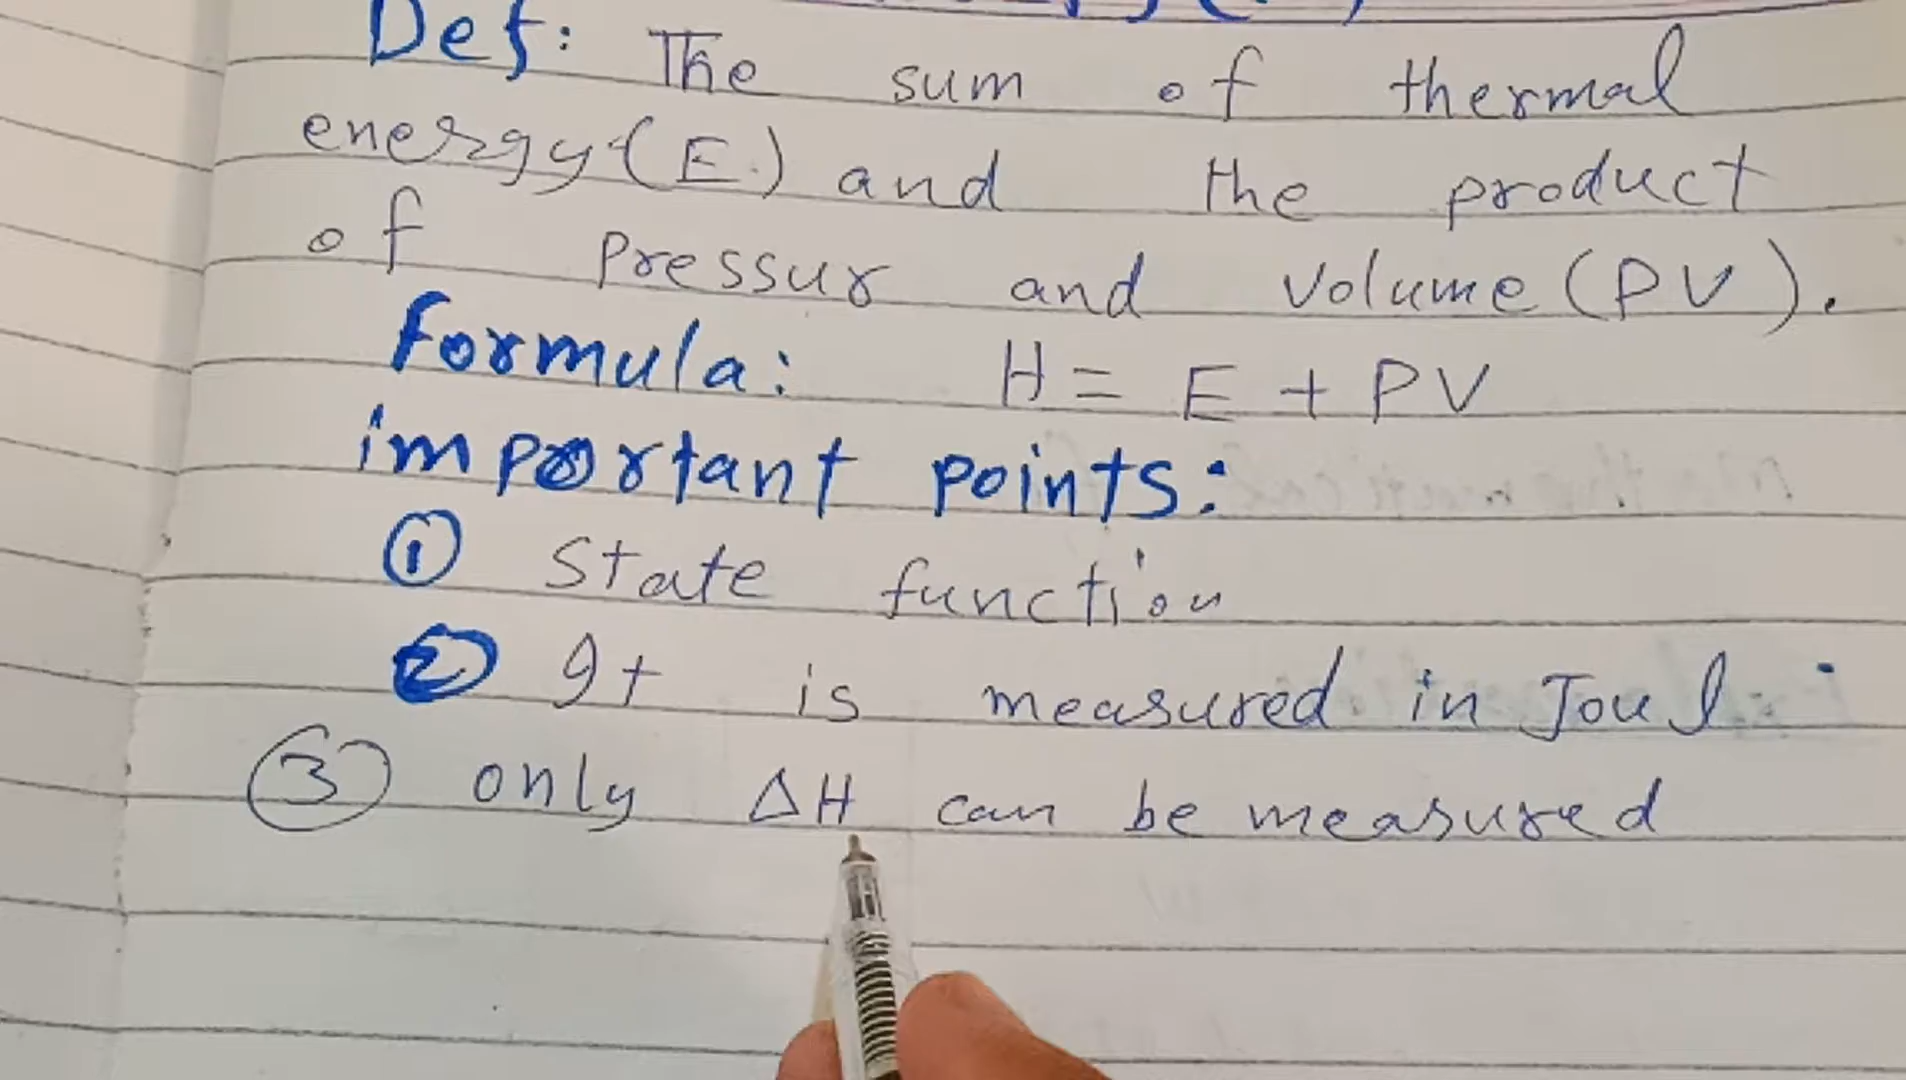 Def: The sum of thermal
energy (E) and the product
of Pressur and Volume (PV).
Formula: H = E + PV
important points:
① State function
② It is measured in Joul
③ only ΔH can be measured